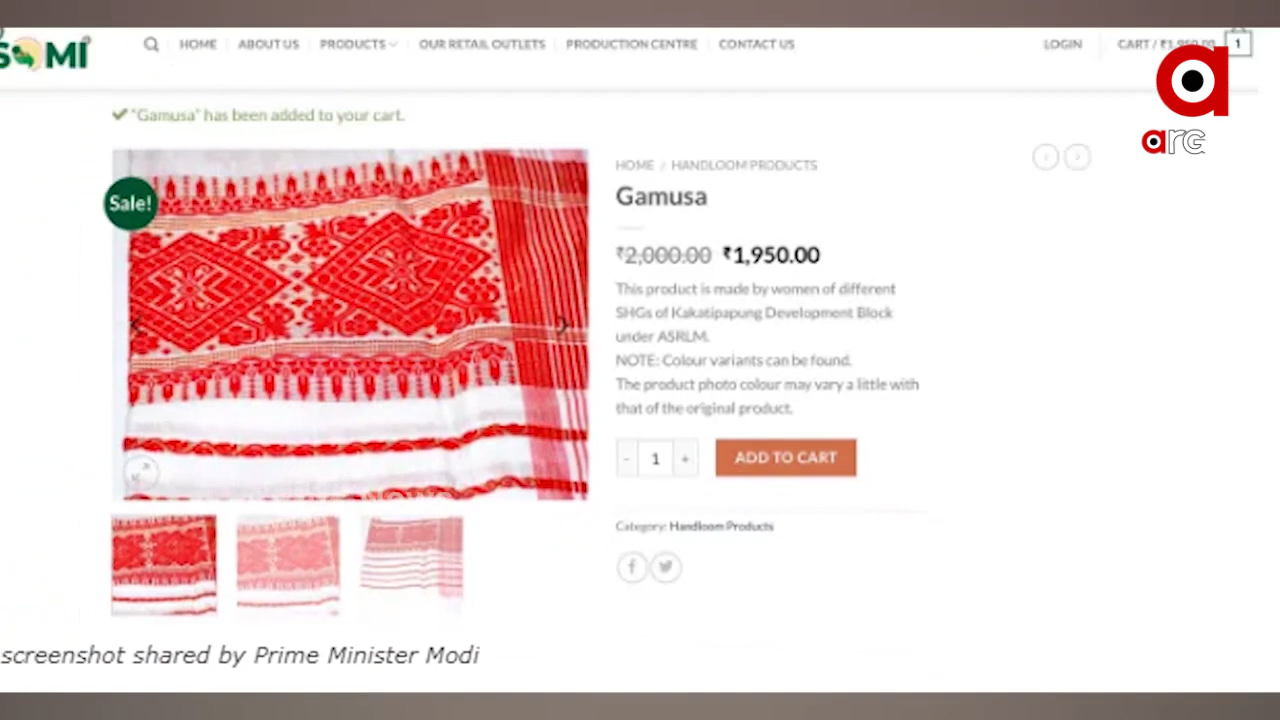 SOMI
HOME
ABOUT US
PRODUCTS
OUR RETAIL OUTLETS
PRODUCTION CENTRE
CONTACT US
LOGIN
CART / ₹1,950.00
1
a
arG
"Gamusa" has been added to your cart.
HOME / HANDLOOM PRODUCTS
Sale!
Gamusa
₹2,000.00 ₹1,950.00
This product is made by women of different
SHGs of Kakatipapung Development Block
under ASRLM.
NOTE: Colour variants can be found.
The product photo colour may vary a little with
that of the original product.
- 1 +
ADD TO CART
Category: Handloom Products
screenshot shared by Prime Minister Modi